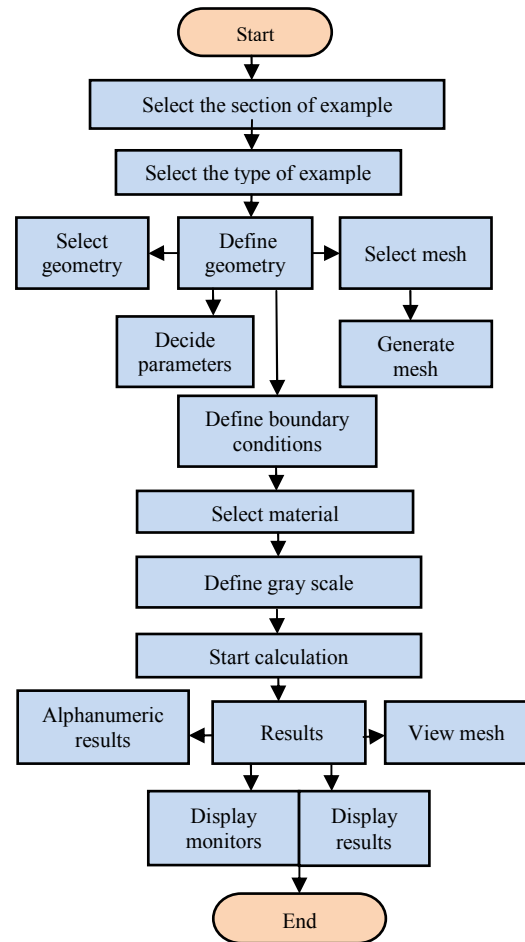 Start
Select the section of example
Select the type of example
Select
geometry
Define
geometry
Select mesh
Decide
parameters
Generate
mesh
Define boundary
conditions
Select material
Define gray scale
Start calculation
Alphanumeric
results
Results
View mesh
Display
monitors
Display
results
End